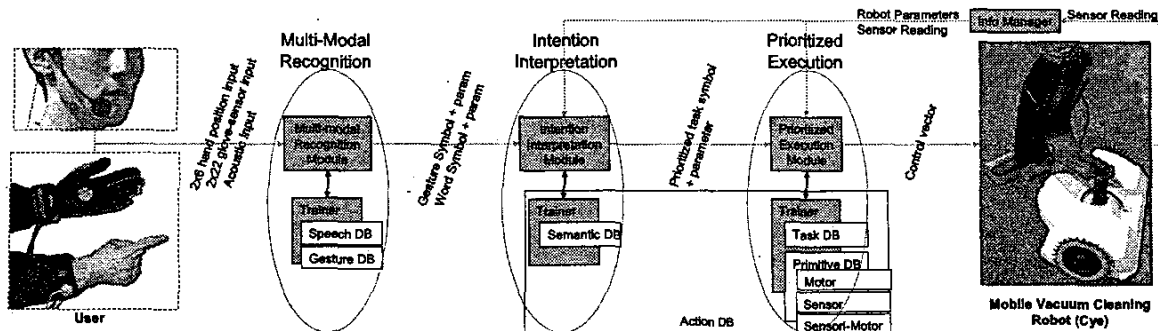 Robot Parameters
Sensor Reading
Info Manager
Sensor Reading
Multi-Modal
Recognition
Intention
Interpretation
Prioritized
Execution
2x6 hand position input
2x22 glove-sensor input
Acoustic Input
Multi-modal
Recognition
Module
Gesture Symbol + param
Word Symbol + param
Intention
Interpretation
Module
Prioritized task symbol
+ parameter
Prioritized
Execution
Module
Control vector
Trainer
Speech DB
Gesture DB
Trainer
Semantic DB
Trainer
Task DB
Primitive DB
Motor
Sensor
Sensori-Motor
Action DB
User
Mobile Vacuum Cleaning
Robot (Cye)